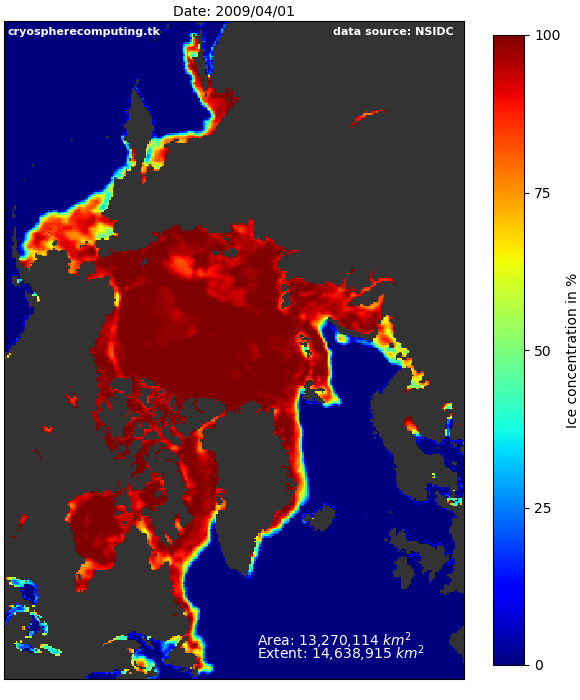 Date: 2009/04/01
cryospherecomputing.tk data source: NSIDC
100
75
50
25
0
Ice concentration in %
Area: 13,270,114 km²
Extent: 14,638,915 km²